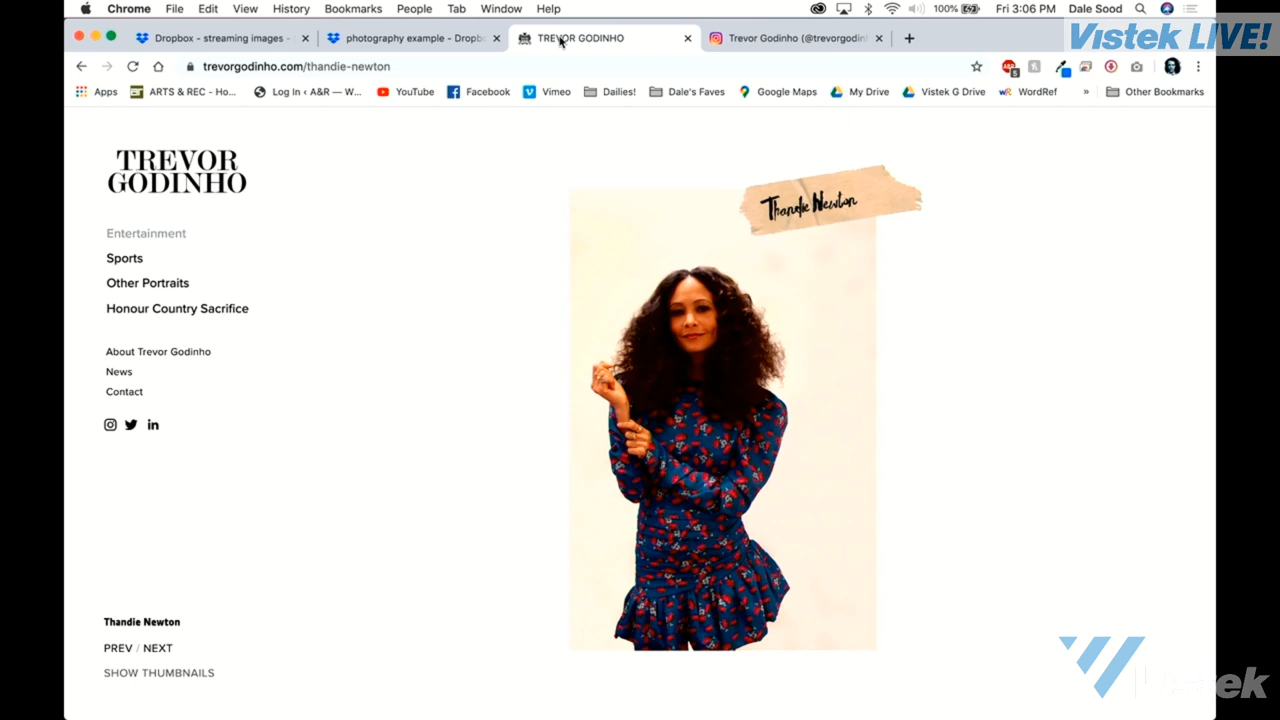 Chrome File Edit View History Bookmarks People Tab Window Help 100% Fri 3:06 PM Dale Sood
Vistek LIVE!
Dropbox - streaming images - photography example - Dropb TREVOR GODINHO Trevor Godinho (@trevorgodin
trevorgodinho.com/thandie-newton
Apps ARTS & REC - Ho... Log In ‹ A&R — W... YouTube Facebook Vimeo Dailies! Dale's Faves Google Maps My Drive Vistek G Drive WordRef » Other Bookmarks
TREVOR
GODINHO
Thandie Newton
Entertainment
Sports
Other Portraits
Honour Country Sacrifice
About Trevor Godinho
News
Contact
Thandie Newton
PREV / NEXT
SHOW THUMBNAILS
Vistek